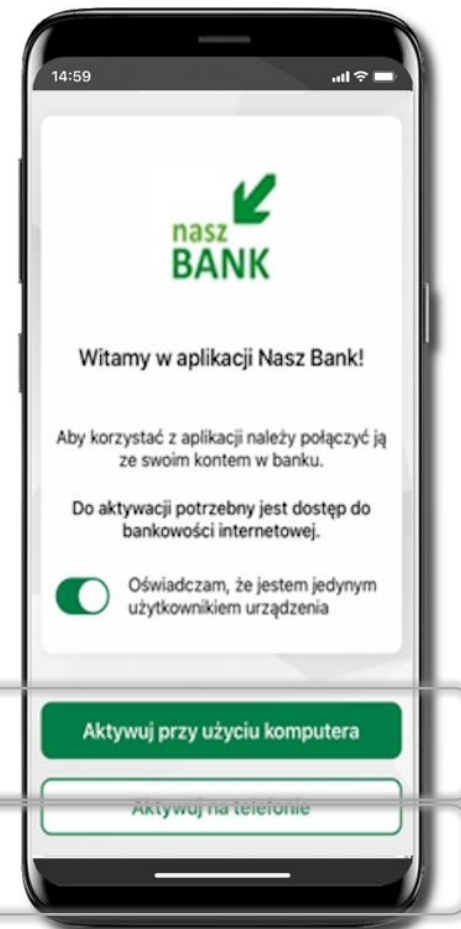 14:59
nasz
BANK
Witamy w aplikacji Nasz Bank!
Aby korzystać z aplikacji należy połączyć ją
ze swoim kontem w banku.
Do aktywacji potrzebny jest dostęp do
bankowości internetowej.
Oświadczam, że jestem jedynym
użytkownikiem urządzenia
Aktywuj przy użyciu komputera
Aktywuj na telefonie